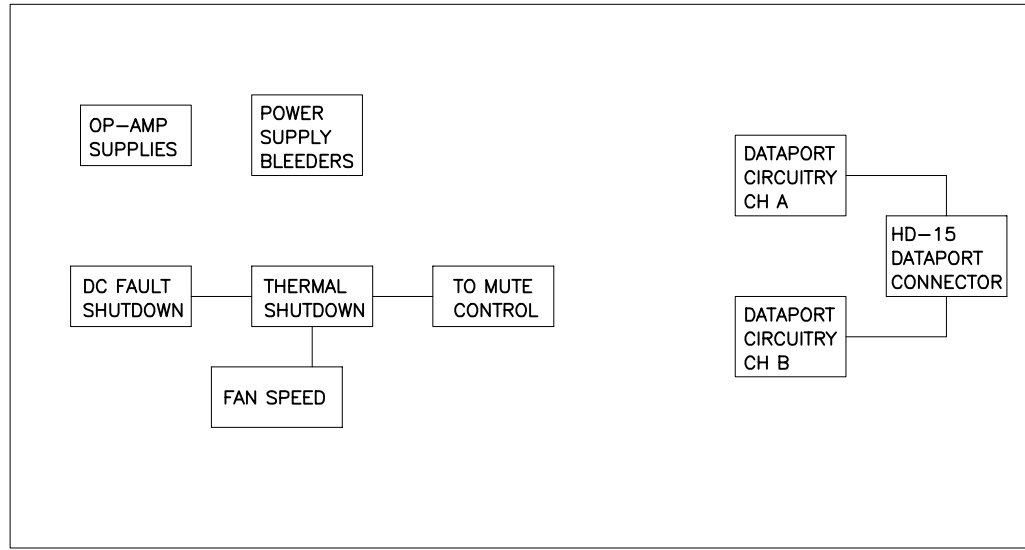 OP-AMP
SUPPLIES
POWER
SUPPLY
BLEEDERS
DATAPORT
CIRCUITRY
CH A
HD-15
DATAPORT
CONNECTOR
DC FAULT
SHUTDOWN
THERMAL
SHUTDOWN
TO MUTE
CONTROL
DATAPORT
CIRCUITRY
CH B
FAN SPEED